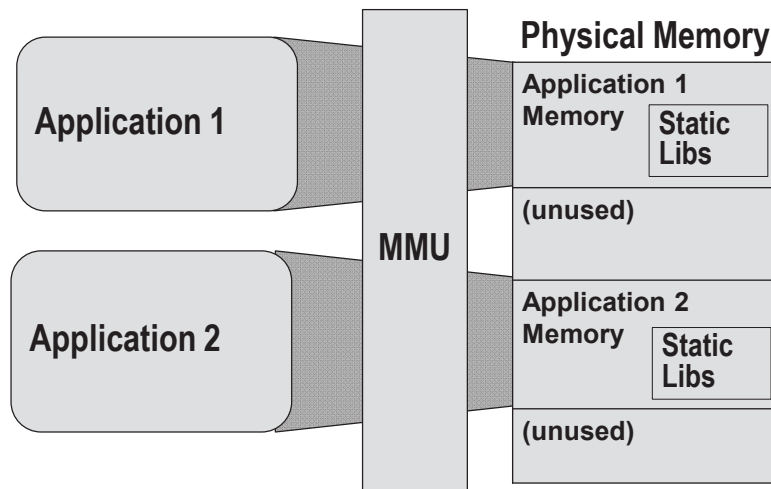 Physical Memory
Application 1
Application 1
Memory
Static
Libs
(unused)
MMU
Application 2
Application 2
Memory
Static
Libs
(unused)